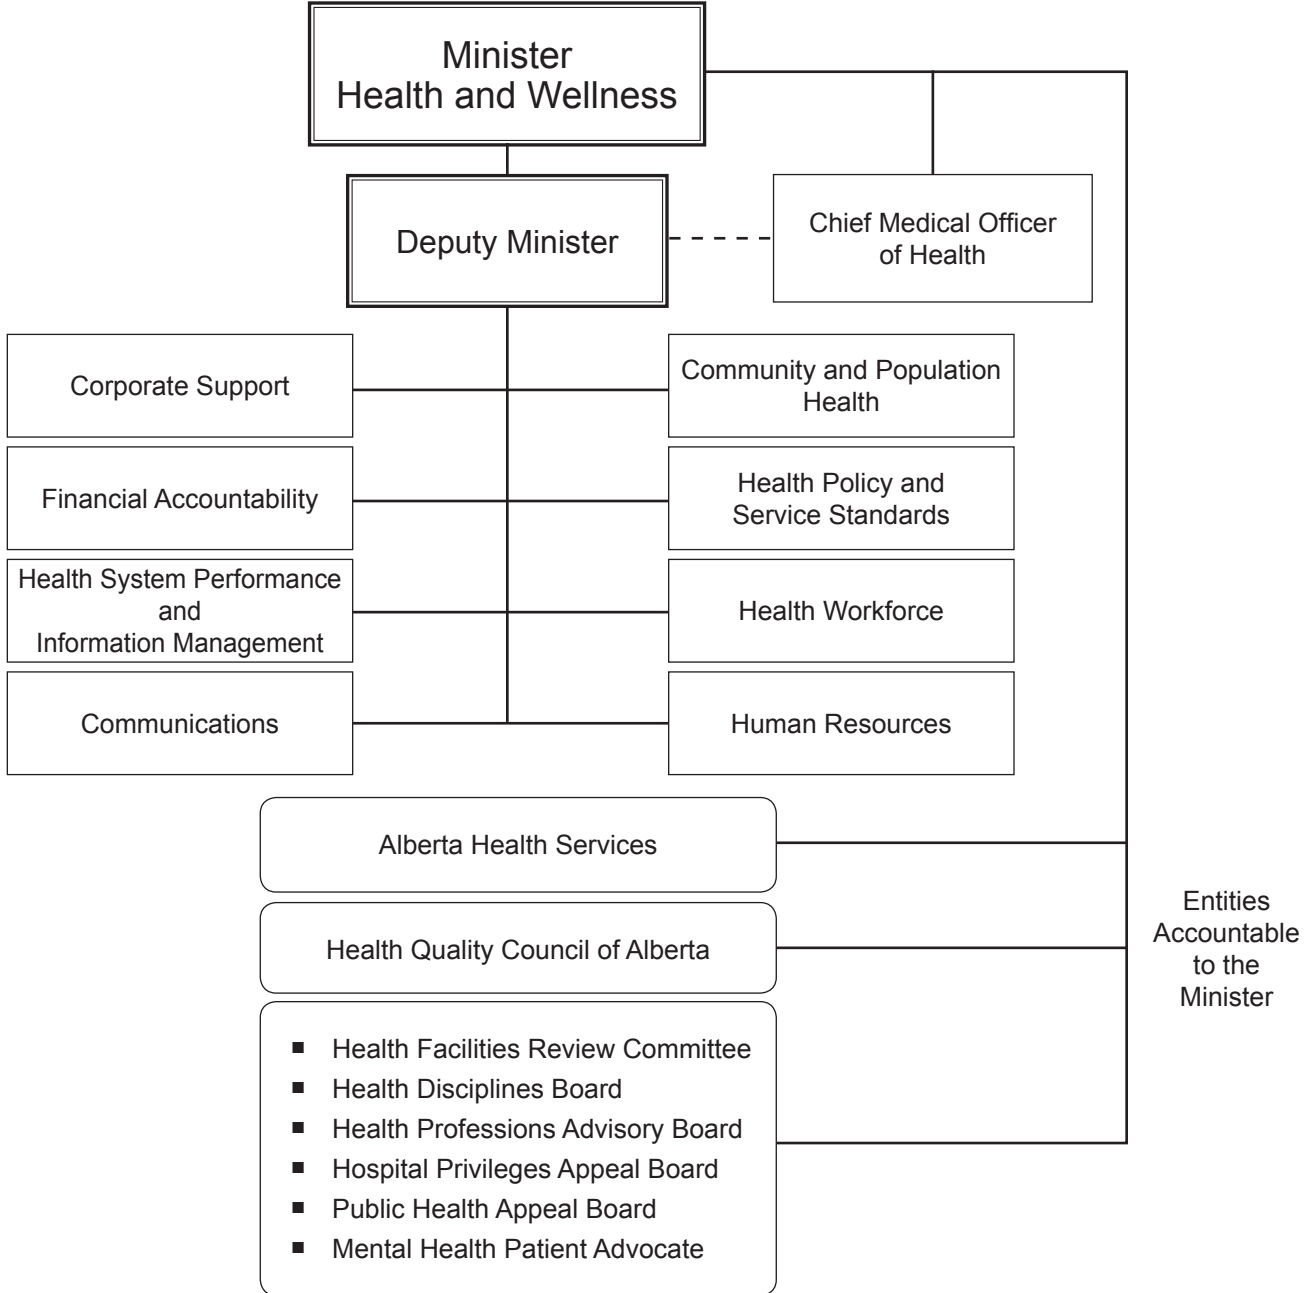 Minister
Health and Wellness
Deputy Minister
Chief Medical Officer
of Health
Corporate Support
Community and Population
Health
Financial Accountability
Health Policy and
Service Standards
Health System Performance
and
Information Management
Health Workforce
Communications
Human Resources
Alberta Health Services
Health Quality Council of Alberta
Entities
Accountable
to the
Minister
■ Health Facilities Review Committee
■ Health Disciplines Board
■ Health Professions Advisory Board
■ Hospital Privileges Appeal Board
■ Public Health Appeal Board
■ Mental Health Patient Advocate